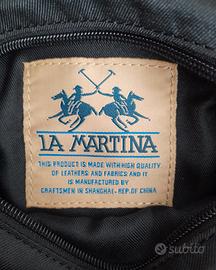 LA MARTINA
THIS PRODUCT IS MADE WITH HIGH QUALITY
OF LEATHERS AND FABRICS AND IT
IS MANUFACTURED BY
CRAFTSMEN IN SHANGHAI-REP.OF CHINA
subito